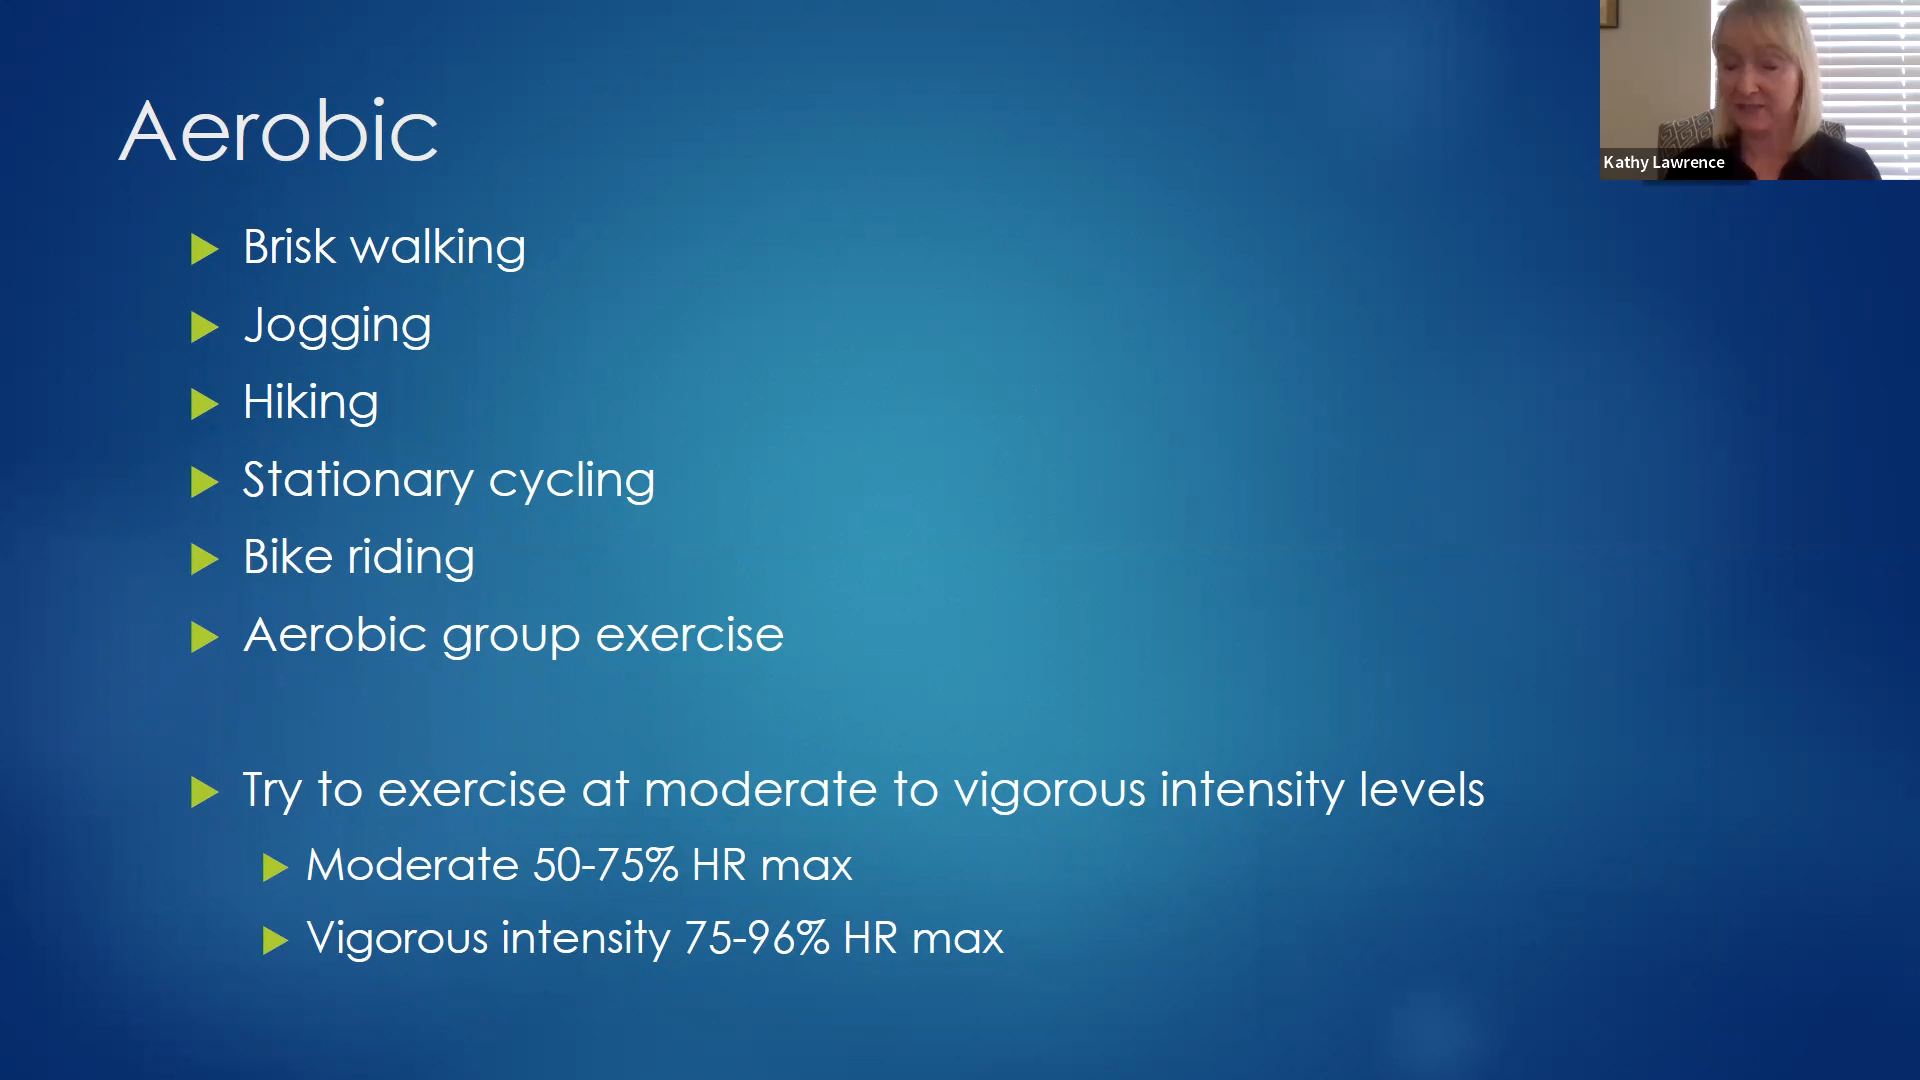 Aerobic
Kathy Lawrence
Brisk walking
Jogging
Hiking
Stationary cycling
Bike riding
Aerobic group exercise
Try to exercise at moderate to vigorous intensity levels
Moderate 50-75% HR max
Vigorous intensity 75-96% HR max